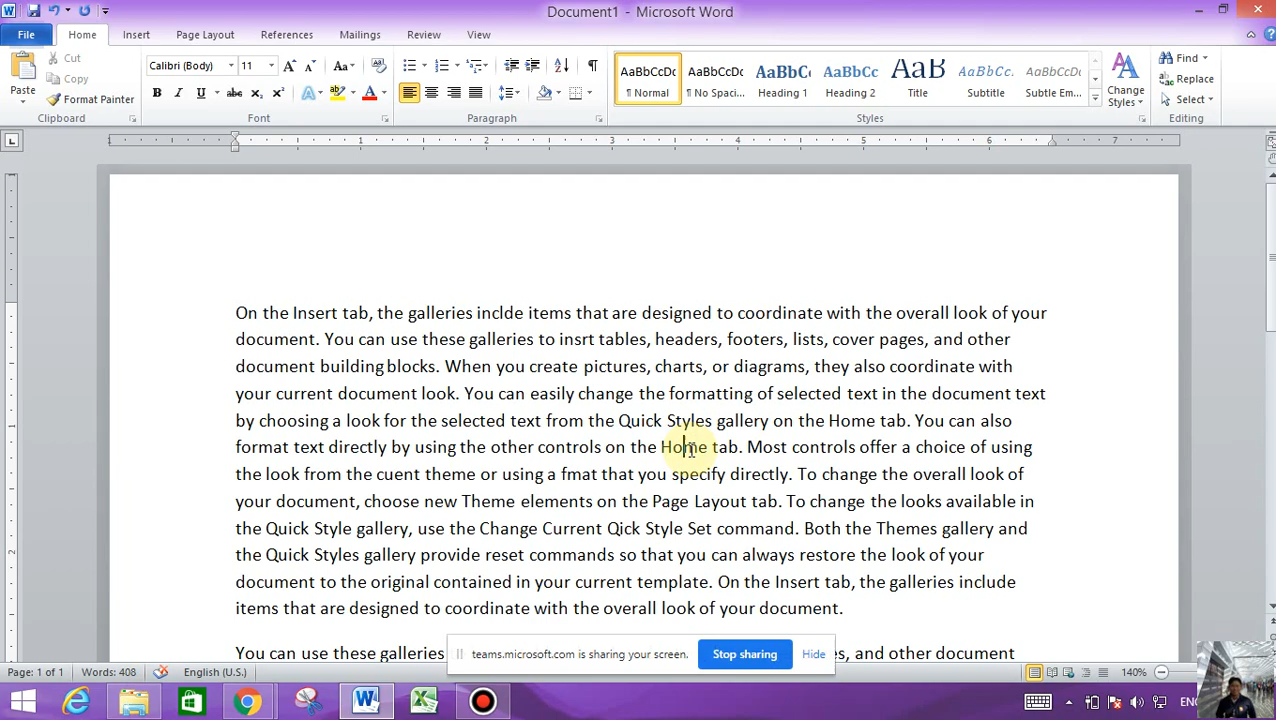 Document1 - Microsoft Word
File Home Insert Page Layout References Mailings Review View
Cut
Calibri (Body) 11
AaBbCcDc AaBbCcDc AaBbC AaBbCc AaB AaBbCcD AaBbCcDc
Find
Copy
Replace
Paste
Format Painter
¶ Normal ¶ No Spaci... Heading 1 Heading 2 Title Subtitle Subtle Em...
Change Styles
Select
Clipboard Font Paragraph Styles Editing
1 1 2 3 4 5 6 7
On the Insert tab, the galleries inclde items that are designed to coordinate with the overall look of your
document. You can use these galleries to insrt tables, headers, footers, lists, cover pages, and other
document building blocks. When you create pictures, charts, or diagrams, they also coordinate with
your current document look. You can easily change the formatting of selected text in the document text
by choosing a look for the selected text from the Quick Styles gallery on the Home tab. You can also
format text directly by using the other controls on the Home tab. Most controls offer a choice of using
the look from the cuent theme or using a fmat that you specify directly. To change the overall look of
your document, choose new Theme elements on the Page Layout tab. To change the looks available in
the Quick Style gallery, use the Change Current Qick Style Set command. Both the Themes gallery and
the Quick Styles gallery provide reset commands so that you can always restore the look of your
document to the original contained in your current template. On the Insert tab, the galleries include
items that are designed to coordinate with the overall look of your document.
You can use these galleries es, and other document
teams.microsoft.com is sharing your screen. Stop sharing Hide
Page: 1 of 1 Words: 408 English (U.S.) 140%
ENG